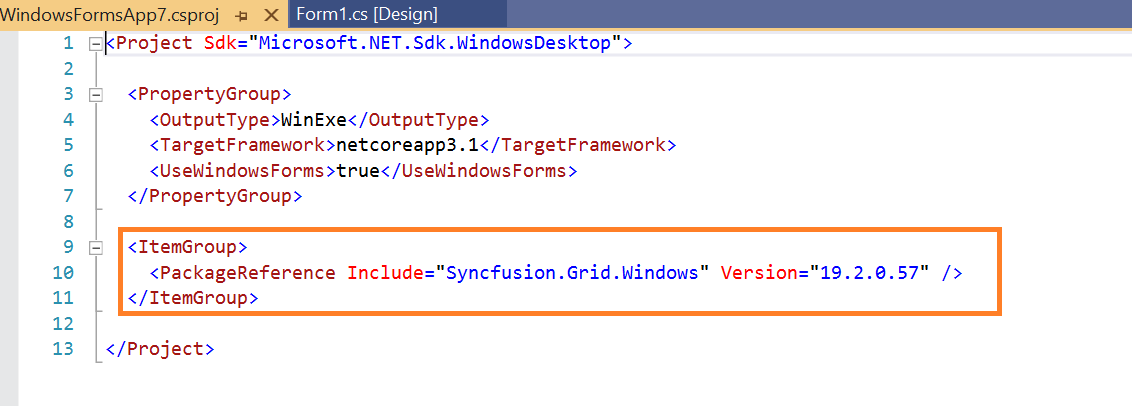 WindowsFormsApp7.csproj Form1.cs [Design]
1 <Project Sdk="Microsoft.NET.Sdk.WindowsDesktop">
2
3 <PropertyGroup>
4 <OutputType>WinExe</OutputType>
5 <TargetFramework>netcoreapp3.1</TargetFramework>
6 <UseWindowsForms>true</UseWindowsForms>
7 </PropertyGroup>
8
9 <ItemGroup>
10 <PackageReference Include="Syncfusion.Grid.Windows" Version="19.2.0.57" />
11 </ItemGroup>
12
13 </Project>